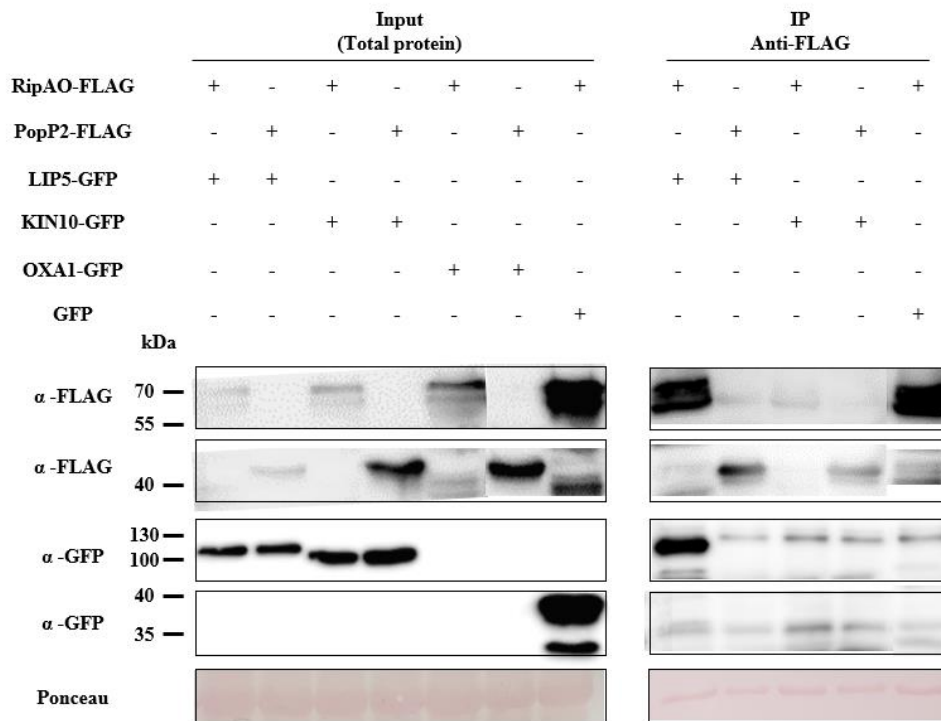 Input
(Total protein)
IP
Anti-FLAG
RipAO-FLAG + - + - + - + + - + - +
PopP2-FLAG - + - + - + - - + - + -
LIP5-GFP + + - - - - - + + - - -
KIN10-GFP - - + + - - - - - + + -
OXA1-GFP - - - - + + - - - - - -
GFP - - - - - - + - - - - +
kDa
α -FLAG 70
55
α -FLAG 40
α -GFP 130
100
40
α -GFP 35
Ponceau